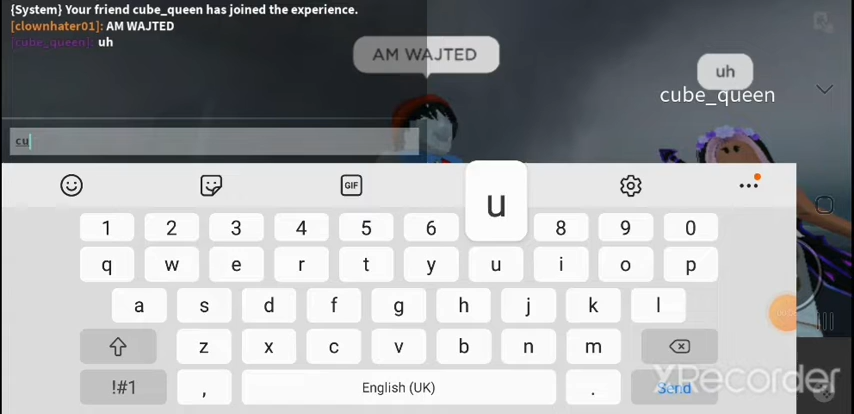 {System} Your friend cube_queen has joined the experience.
[clownhater01]: AM WAJTED
[cube_queen]: uh
AM WAJTED
uh
cube_queen
cu
GIF
u
1 2 3 4 5 6 8 9 0
q w e r t y u i o p
a s d f g h j k l
z x c v b n m
!#1 , English (UK) . Send
XRecorder